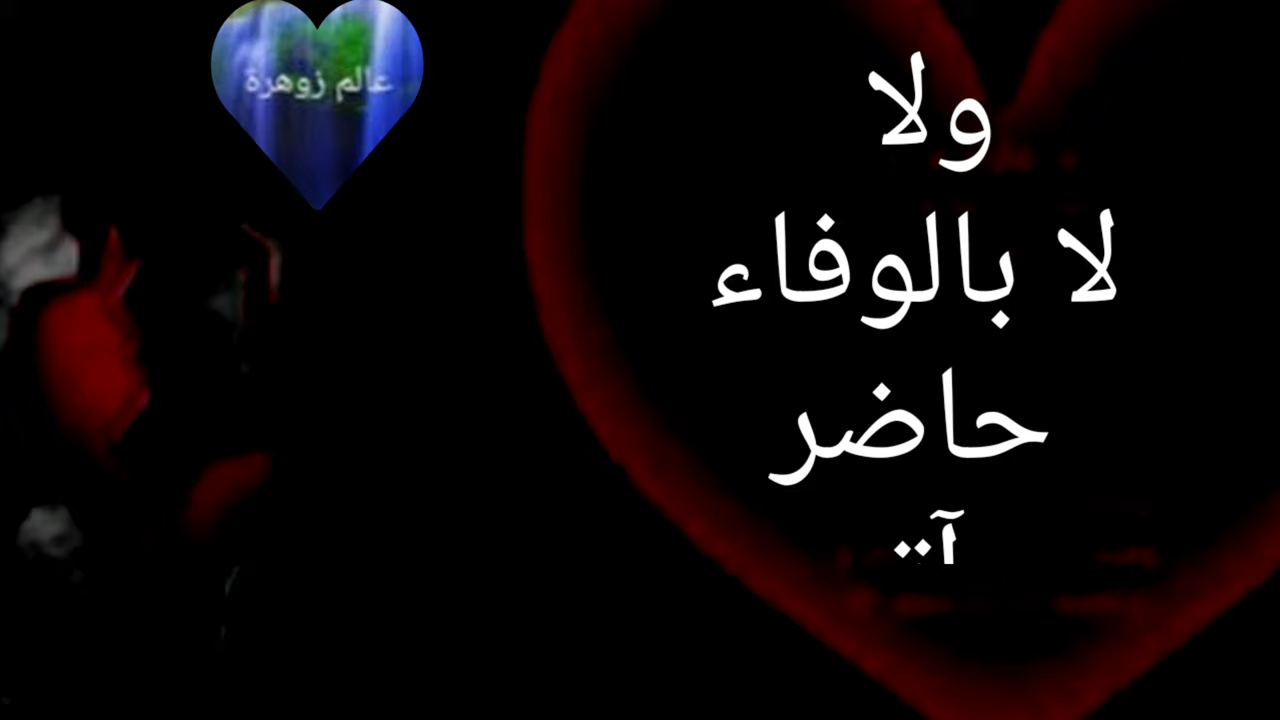 عالم زوهرة
ولا
لا بالوفاء
حاضر